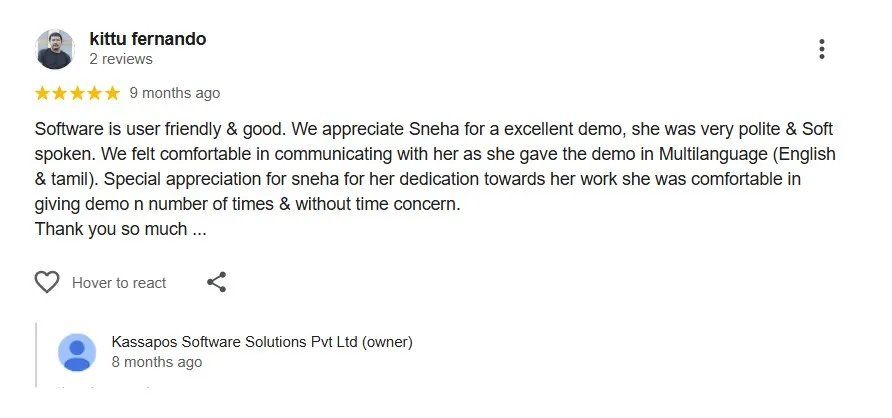 kittu fernando
2 reviews
9 months ago
Software is user friendly & good. We appreciate Sneha for a excellent demo, she was very polite & Soft
spoken. We felt comfortable in communicating with her as she gave the demo in Multilanguage (English
& tamil). Special appreciation for sneha for her dedication towards her work she was comfortable in
giving demo n number of times & without time concern.
Thank you so much ...
Hover to react
Kassapos Software Solutions Pvt Ltd (owner)
8 months ago